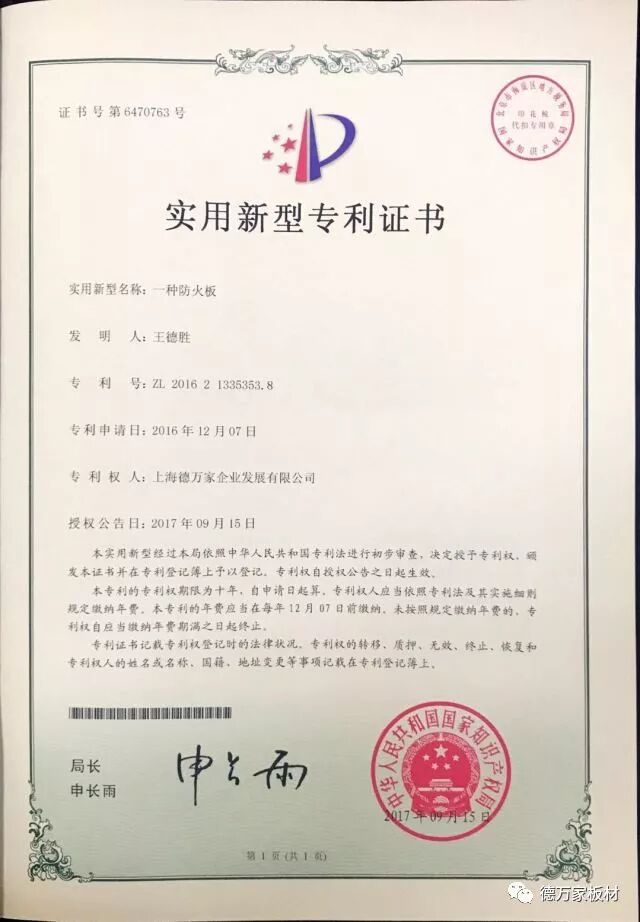 证书号第6470763号
印花税
代扣专用章
国家知识产权局
实用新型专利证书
实用新型名称：一种防火板
发明人：王德胜
专利号：ZL 2016 2 1335353.8
专利申请日：2016年12月07日
专利权人：上海德万家企业发展有限公司
授权公告日：2017年09月15日
本实用新型经过本局依照中华人民共和国专利法进行初步审查，决定授予专利权，颁
发本证书并在专利登记簿上予以登记。专利权自授权公告之日起生效。
本专利的专利权期限为十年，自申请日起算。专利权人应当依照专利法及其实施细则
规定缴纳年费。本专利的年费应当在每年12月07日前缴纳。未按照规定缴纳年费的，专
利权自应当缴纳年费期满之日起终止。
专利证书记载专利权登记时的法律状况。专利权的转移、质押、无效、终止、恢复和
专利权人的姓名或名称、国籍、地址变更等事项记载在专利登记簿上。
局长
申长雨
申长雨
中华人民共和国国家知识产权局
2017年09月15日
第1页(共1页)
德万家板材